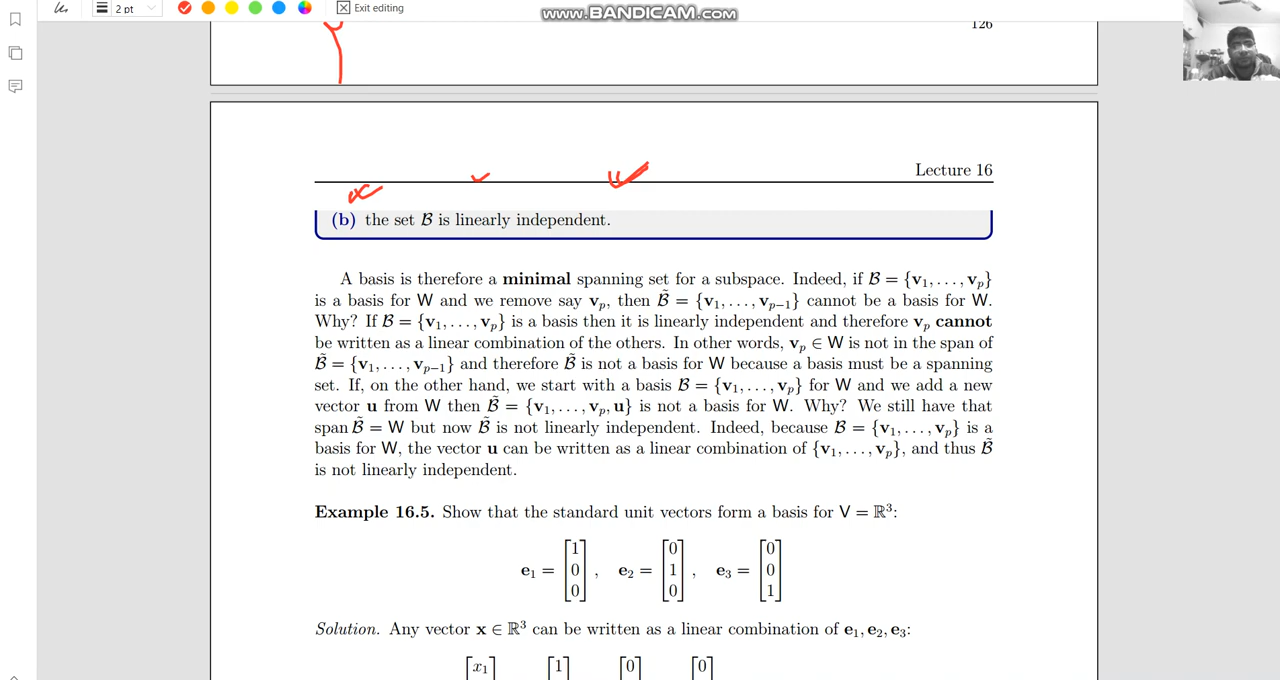 2 pt
Exit editing
www.BANDICAM.com
126
Lecture 16
(b) the set ℬ is linearly independent.
A basis is therefore a minimal spanning set for a subspace. Indeed, if ℬ = {v₁, . . . , vₚ}
is a basis for W and we remove say vₚ, then ℬ̃ = {v₁, . . . , vₚ₋₁} cannot be a basis for W.
Why? If ℬ = {v₁, . . . , vₚ} is a basis then it is linearly independent and therefore vₚ cannot
be written as a linear combination of the others. In other words, vₚ ∈ W is not in the span of
ℬ̃ = {v₁, . . . , vₚ₋₁} and therefore ℬ̃ is not a basis for W because a basis must be a spanning
set. If, on the other hand, we start with a basis ℬ = {v₁, . . . , vₚ} for W and we add a new
vector u from W then ℬ̃ = {v₁, . . . , vₚ, u} is not a basis for W. Why? We still have that
span ℬ̃ = W but now ℬ̃ is not linearly independent. Indeed, because ℬ = {v₁, . . . , vₚ} is a
basis for W, the vector u can be written as a linear combination of {v₁, . . . , vₚ}, and thus ℬ̃
is not linearly independent.
Example 16.5. Show that the standard unit vectors form a basis for V = ℝ³:
e₁ = [1 0 0], e₂ = [0 1 0], e₃ = [0 0 1]
Solution. Any vector x ∈ ℝ³ can be written as a linear combination of e₁, e₂, e₃:
[x₁] [1] [0] [0]